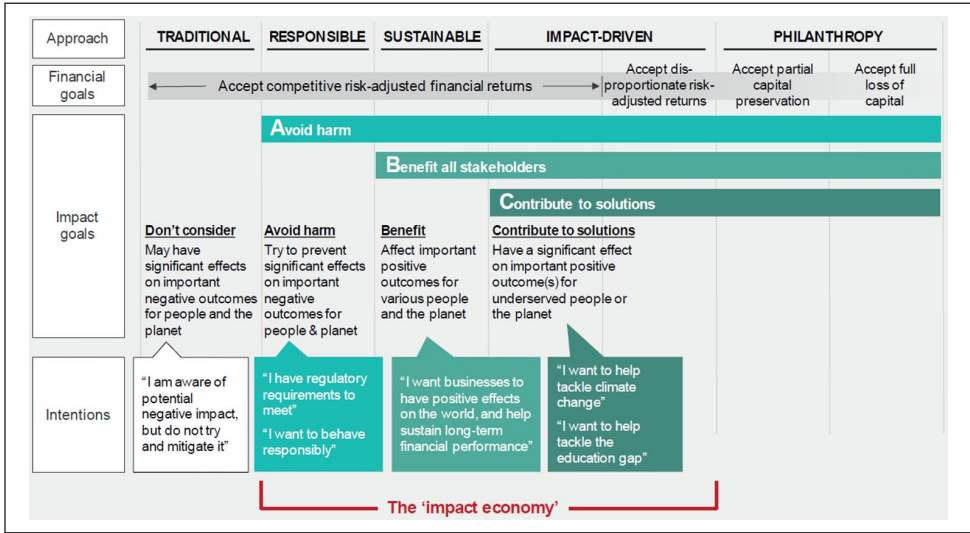 Approach
TRADITIONAL
RESPONSIBLE
SUSTAINABLE
IMPACT-DRIVEN
PHILANTHROPY
Financial
goals
Accept competitive risk-adjusted financial returns
Accept dis-
proportionate risk-
adjusted returns
Accept partial
capital
preservation
Accept full
loss of
capital
Impact
goals
Avoid harm
Benefit all stakeholders
Contribute to solutions
Don't consider
May have
significant effects
on important
negative outcomes
for people and the
planet
Avoid harm
Try to prevent
significant effects
on important
negative
outcomes for
people & planet
Benefit
Affect important
positive
outcomes for
various people
and the planet
Contribute to solutions
Have a significant effect
on important positive
outcome(s) for
underserved people or
the planet
Intentions
“I am aware of
potential
negative impact,
but do not try
and mitigate it”
“I have regulatory
requirements to
meet”
“I want to behave
responsibly”
“I want businesses to
have positive effects
on the world, and help
sustain long-term
financial performance”
“I want to help
tackle climate
change”
“I want to help
tackle the
education gap”
The ‘impact economy’